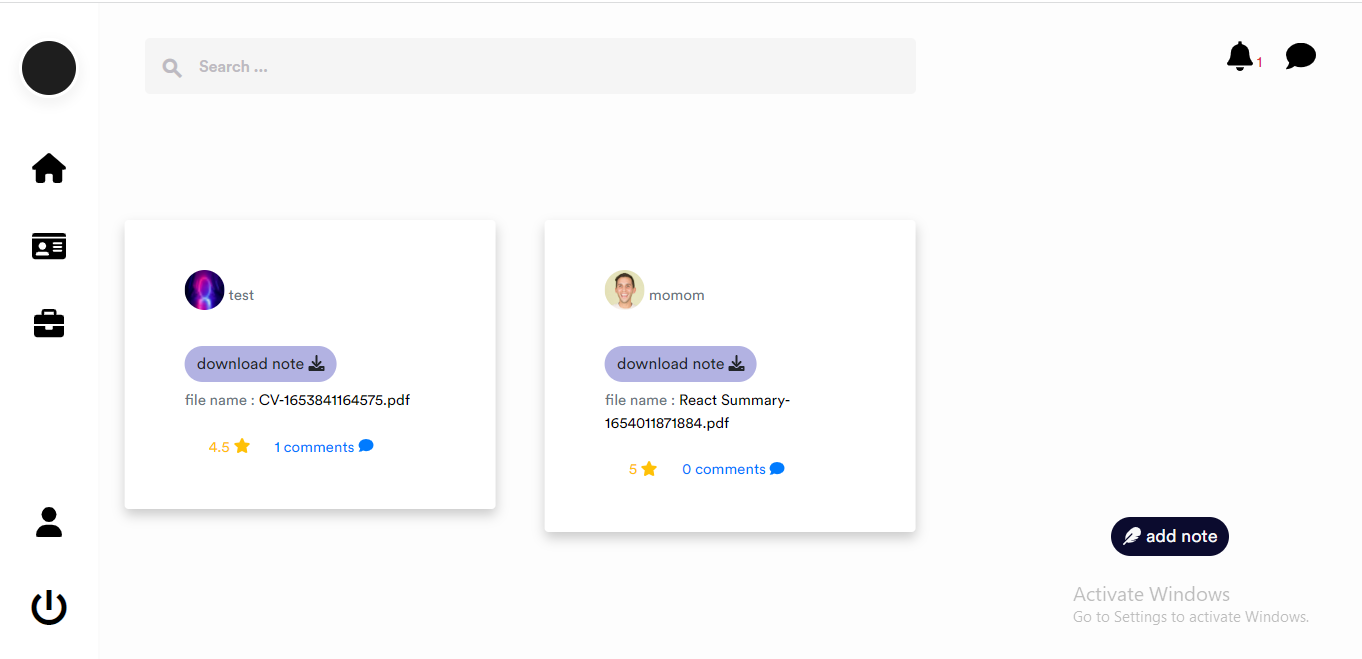 Search ...
1
test
download note
file name : CV-1653841164575.pdf
4.5
1 comments
momom
download note
file name : React Summary-
1654011871884.pdf
5
0 comments
add note
Activate Windows
Go to Settings to activate Windows.